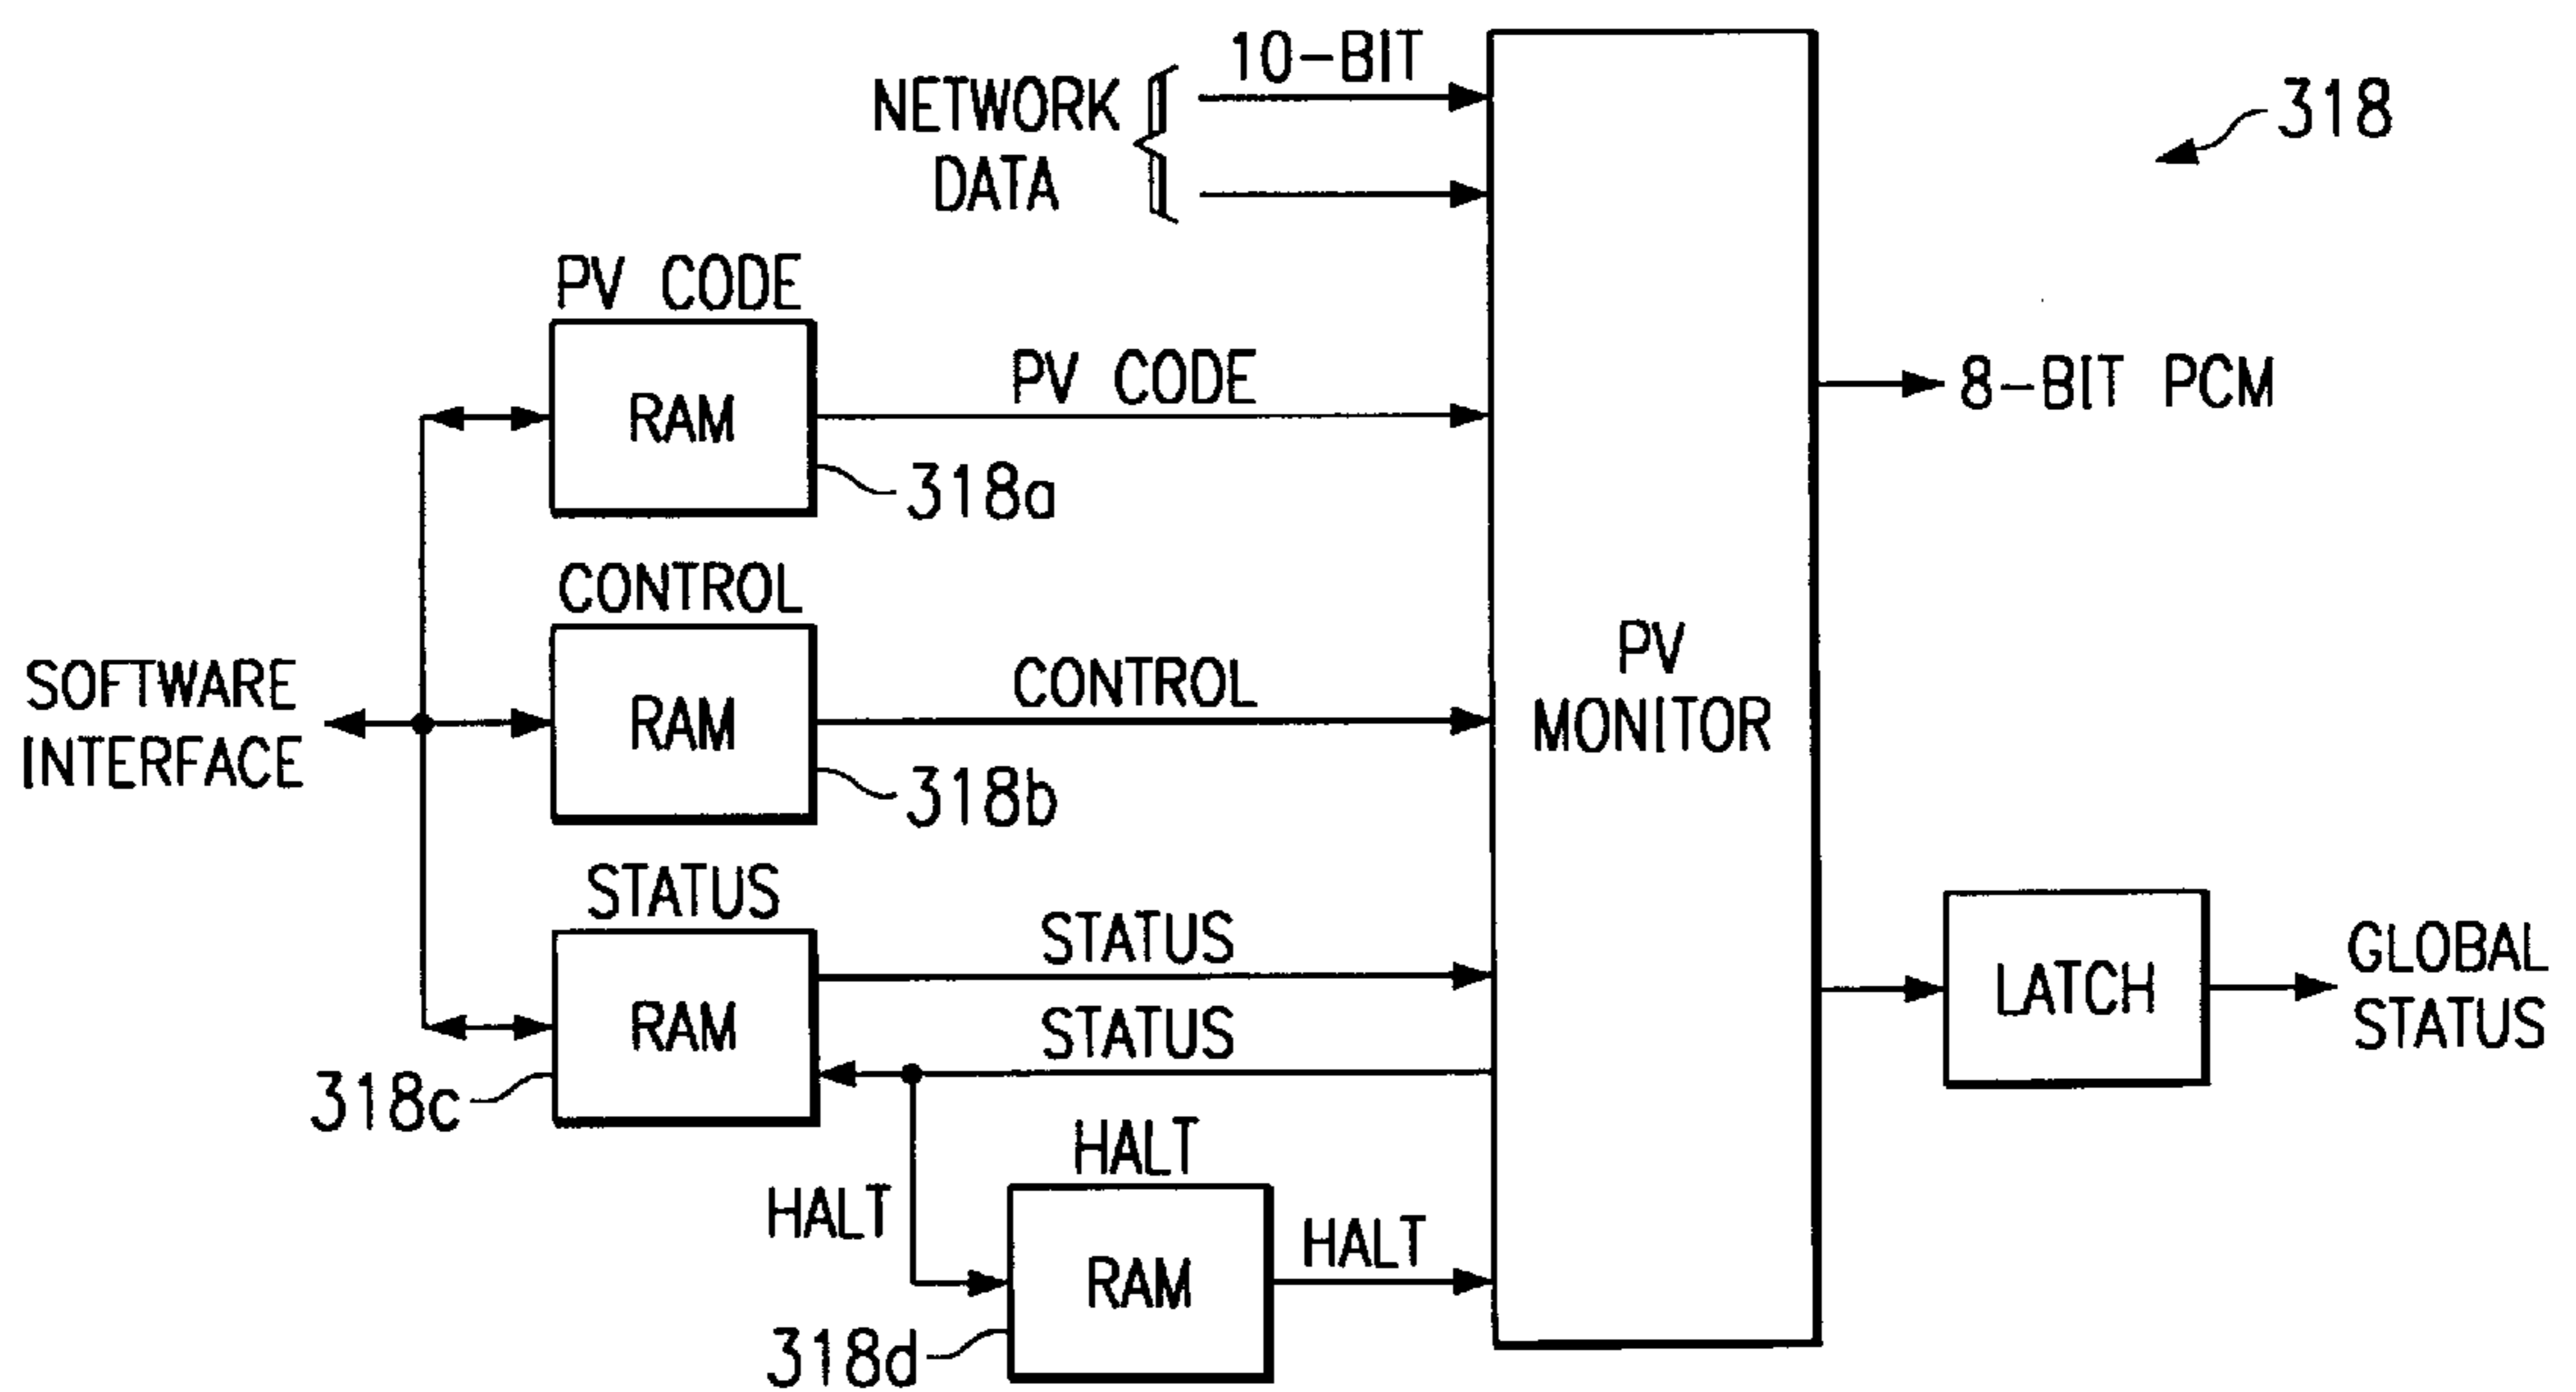 10-BIT
NETWORK
DATA
318
PV CODE
RAM
PV CODE
318a
8-BIT PCM
CONTROL
RAM
CONTROL
318b
SOFTWARE
INTERFACE
PV
MONITOR
STATUS
RAM
STATUS
STATUS
318c
LATCH
GLOBAL
STATUS
HALT
HALT
RAM
HALT
318d